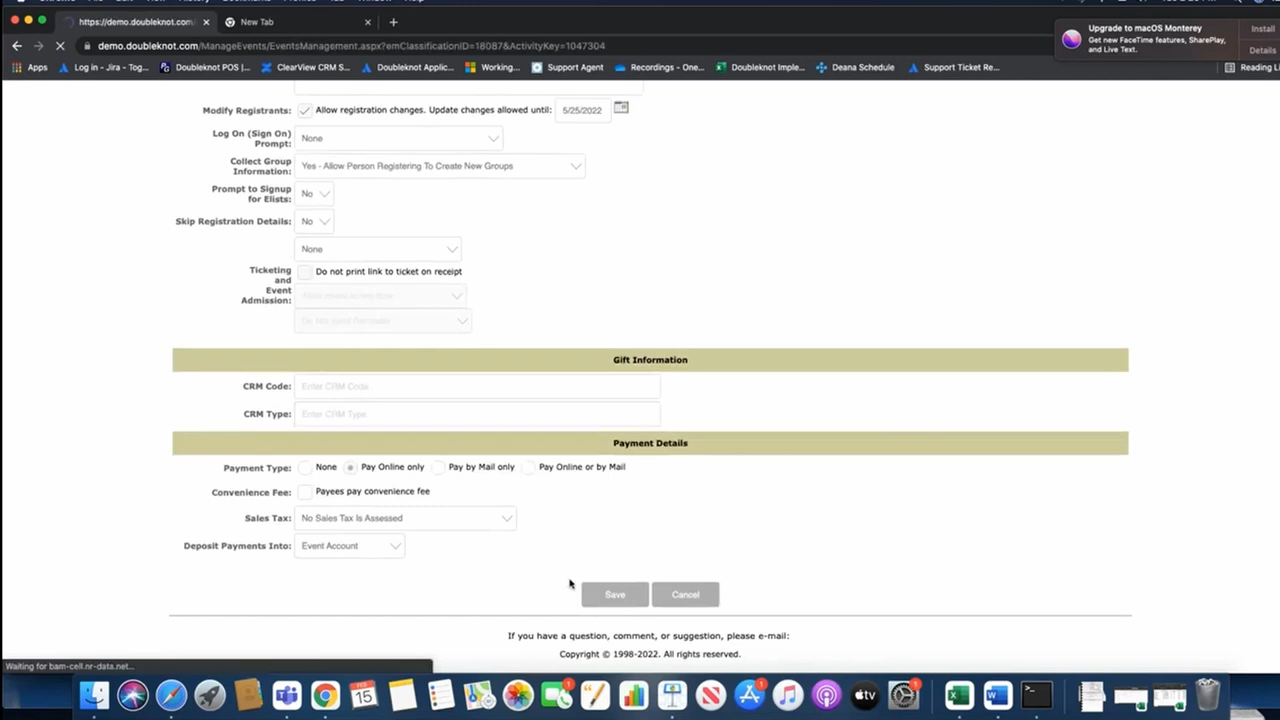 https://demo.doubleknot.com/...
New Tab
demo.doubleknot.com/ManageEvents/EventsManagement.aspx?emClassificationID=18087&ActivityKey=1047304
Upgrade to macOS Monterey
Get new FaceTime features, SharePlay,
and Live Text.
Install
Details
Apps
Log in - Jira - Tog...
Doubleknot POS |...
ClearView CRM S...
Doubleknot Applic...
Working...
Support Agent
Recordings - One...
Doubleknot Imple...
Deana Schedule
Support Ticket Re...
Reading Li
Modify Registrants: Allow registration changes. Update changes allowed until: 5/25/2022
Log On (Sign On)
Prompt: None
Collect Group
Information: Yes - Allow Person Registering To Create New Groups
Prompt to Signup
for Elists: No
Skip Registration Details: No
None
Ticketing
and
Event
Admission:
Do not print link to ticket on receipt
Gift Information
CRM Code: Enter CRM Code.
CRM Type: Enter CRM Type.
Payment Details
Payment Type: None Pay Online only Pay by Mail only Pay Online or by Mail
Convenience Fee: Payees pay convenience fee
Sales Tax: No Sales Tax Is Assessed
Deposit Payments Into: Event Account
Save Cancel
If you have a question, comment, or suggestion, please e-mail:
Copyright © 1998-2022. All rights reserved.
Waiting for bam-cell.nr-data.net...
FEB
15
tv